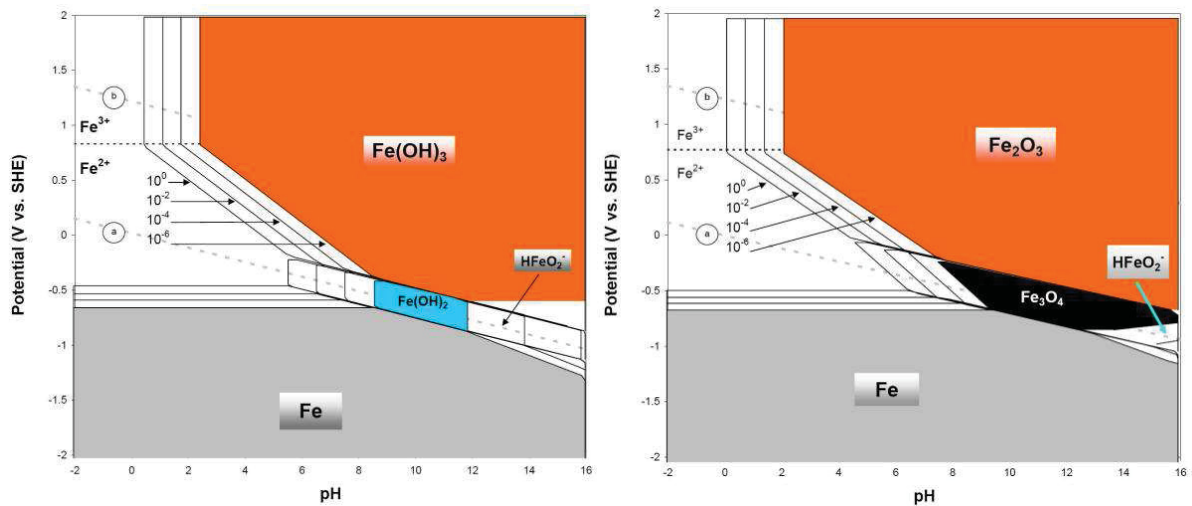 2
1.5
1
0.5
0
-0.5
-1
-1.5
-2
Potential (V vs. SHE)
b
Fe³⁺
Fe²⁺
a
10⁰
10⁻²
10⁻⁴
10⁻⁶
Fe(OH)₃
HFeO₂⁻
Fe(OH)₂
Fe
-2 0 2 4 6 8 10 12 14 16
pH
2
1.5
1
0.5
0
-0.5
-1
-1.5
-2
Potential (V vs. SHE)
b
Fe³⁺
Fe²⁺
a
10⁰
10⁻²
10⁻⁴
10⁻⁶
Fe₂O₃
HFeO₂⁻
Fe₃O₄
Fe
-2 0 2 4 6 8 10 12 14 16
pH